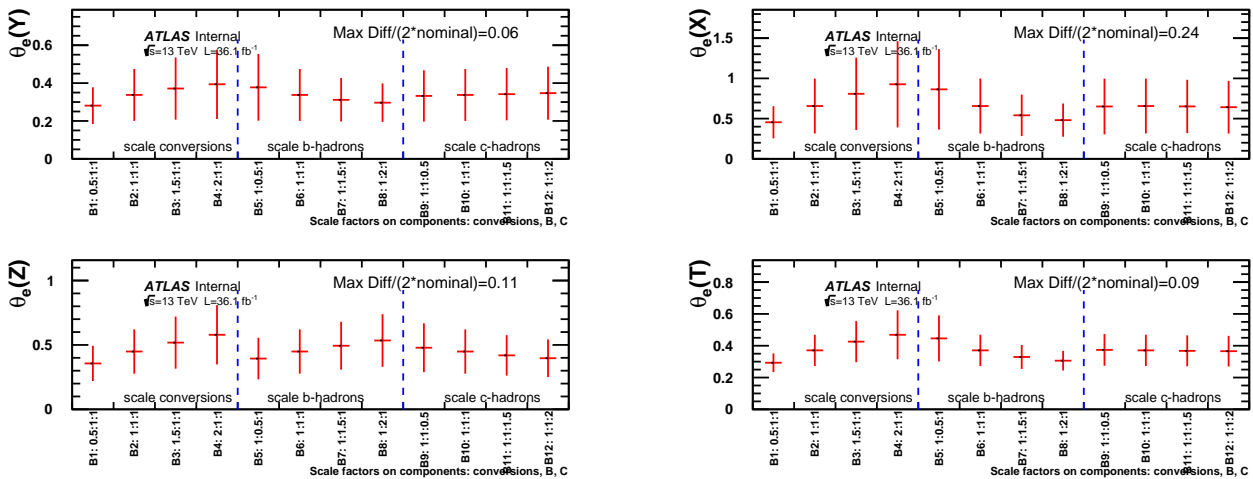 θe(Y)
ATLAS Internal
Max Diff/(2*nominal)=0.06
√s=13 TeV L=36.1 fb-1
0.6
0.4
0.2
0
scale conversions
scale b-hadrons
scale c-hadrons
B1: 0.5:1:1
B2: 1:1:1
B3: 1.5:1:1
B4: 2:1:1
B5: 1:0.5:1
B6: 1:1:1
B7: 1:1.5:1
B8: 1:2:1
B9: 1:1:0.5
B10: 1:1:1
B11: 1:1:1.5
B12: 1:1:2
Scale factors on components: conversions, B, C
θe(X)
ATLAS Internal
Max Diff/(2*nominal)=0.24
√s=13 TeV L=36.1 fb-1
1.5
1
0.5
0
scale conversions
scale b-hadrons
scale c-hadrons
B1: 0.5:1:1
B2: 1:1:1
B3: 1.5:1:1
B4: 2:1:1
B5: 1:0.5:1
B6: 1:1:1
B7: 1:1.5:1
B8: 1:2:1
B9: 1:1:0.5
B10: 1:1:1
B11: 1:1:1.5
B12: 1:1:2
Scale factors on components: conversions, B, C
θe(Z)
ATLAS Internal
Max Diff/(2*nominal)=0.11
√s=13 TeV L=36.1 fb-1
1
0.5
0
scale conversions
scale b-hadrons
scale c-hadrons
B1: 0.5:1:1
B2: 1:1:1
B3: 1.5:1:1
B4: 2:1:1
B5: 1:0.5:1
B6: 1:1:1
B7: 1:1.5:1
B8: 1:2:1
B9: 1:1:0.5
B10: 1:1:1
B11: 1:1:1.5
B12: 1:1:2
Scale factors on components: conversions, B, C
θe(T)
ATLAS Internal
Max Diff/(2*nominal)=0.09
√s=13 TeV L=36.1 fb-1
0.8
0.6
0.4
0.2
0
scale conversions
scale b-hadrons
scale c-hadrons
B1: 0.5:1:1
B2: 1:1:1
B3: 1.5:1:1
B4: 2:1:1
B5: 1:0.5:1
B6: 1:1:1
B7: 1:1.5:1
B8: 1:2:1
B9: 1:1:0.5
B10: 1:1:1
B11: 1:1:1.5
B12: 1:1:2
Scale factors on components: conversions, B, C